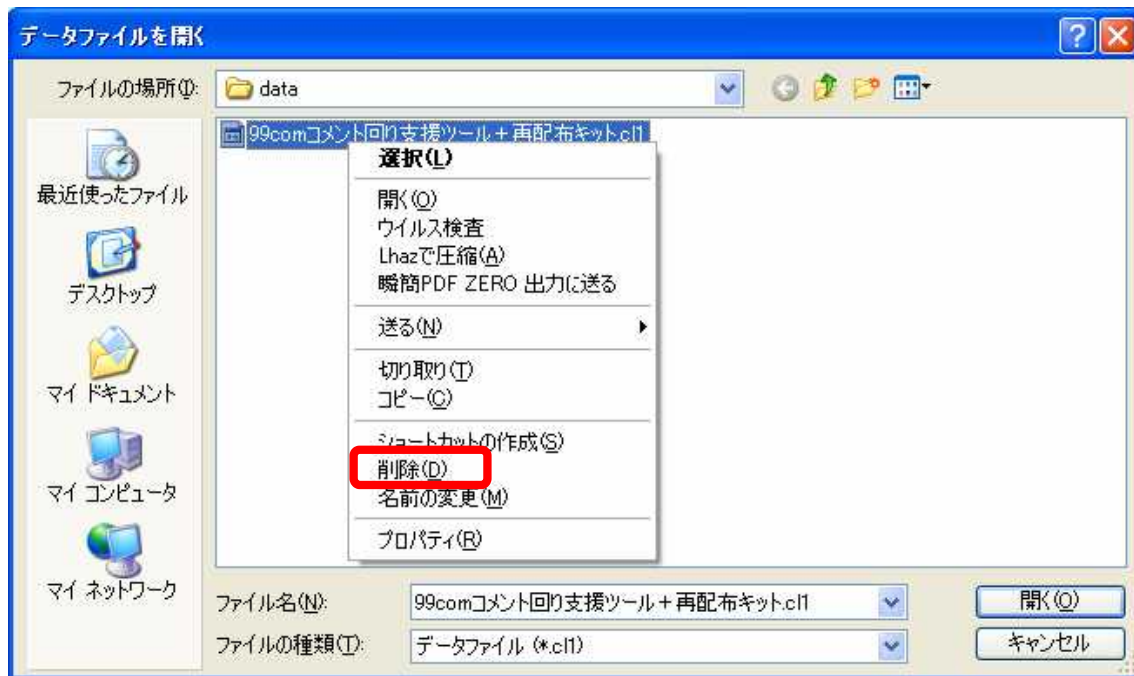 データファイルを開く
ファイルの場所(I):
data
最近使ったファイル
デスクトップ
マイ ドキュメント
マイ コンピュータ
マイ ネットワーク
99comコメント回り支援ツール+再配布キット.cl1
選択(L)
開く(O)
ウイルス検査
Lhazで圧縮(A)
瞬簡PDF ZERO 出力に送る
送る(N)
切り取り(T)
コピー(C)
ショートカットの作成(S)
削除(D)
名前の変更(M)
プロパティ(R)
ファイル名(N):
99comコメント回り支援ツール+再配布キット.cl1
開く(O)
ファイルの種類(T):
データファイル (*.cl1)
キャンセル